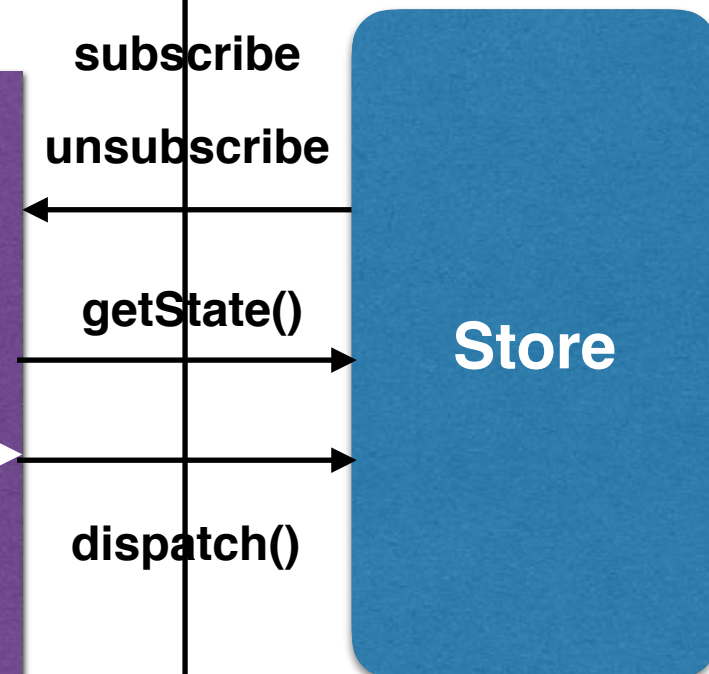 subscribe
unsubscribe
getState()
Store
dispatch()